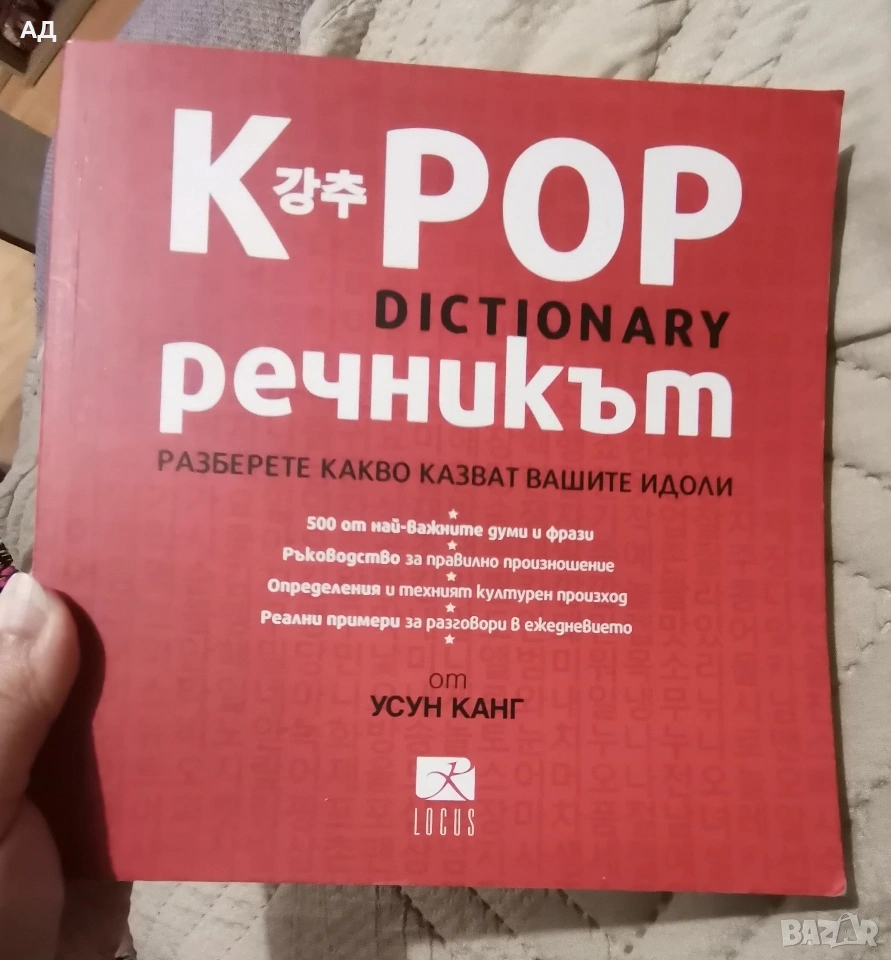 АД
K 강추 POP
DICTIONARY
речникът
РАЗБЕРЕТЕ КАКВО КАЗВАТ ВАШИТЕ ИДОЛИ
500 от най-важните думи и фрази
Ръководство за правилно произношение
Определения и техният културен произход
Реални примери за разговори в ежедневието
от
УСУН КАНГ
LOCUS
BAZAR